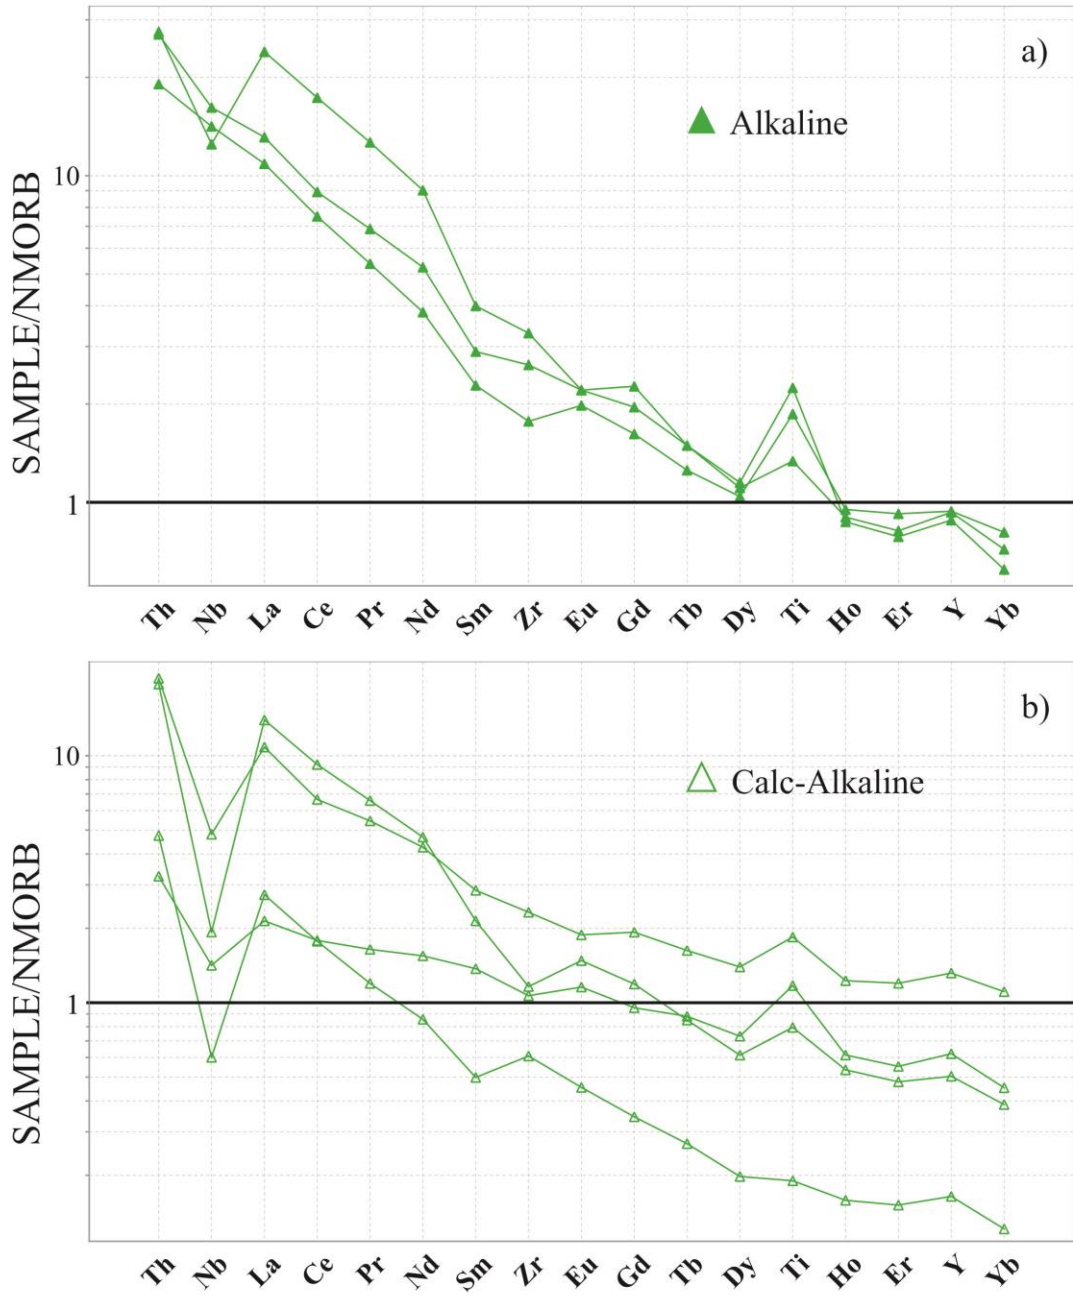 a)
Alkaline
SAMPLE/NMORB
10
1
Th Nb La Ce Pr Nd Sm Zr Eu Gd Tb Dy Ti Ho Er Y Yb
b)
Calc-Alkaline
SAMPLE/NMORB
10
1
Th Nb La Ce Pr Nd Sm Zr Eu Gd Tb Dy Ti Ho Er Y Yb